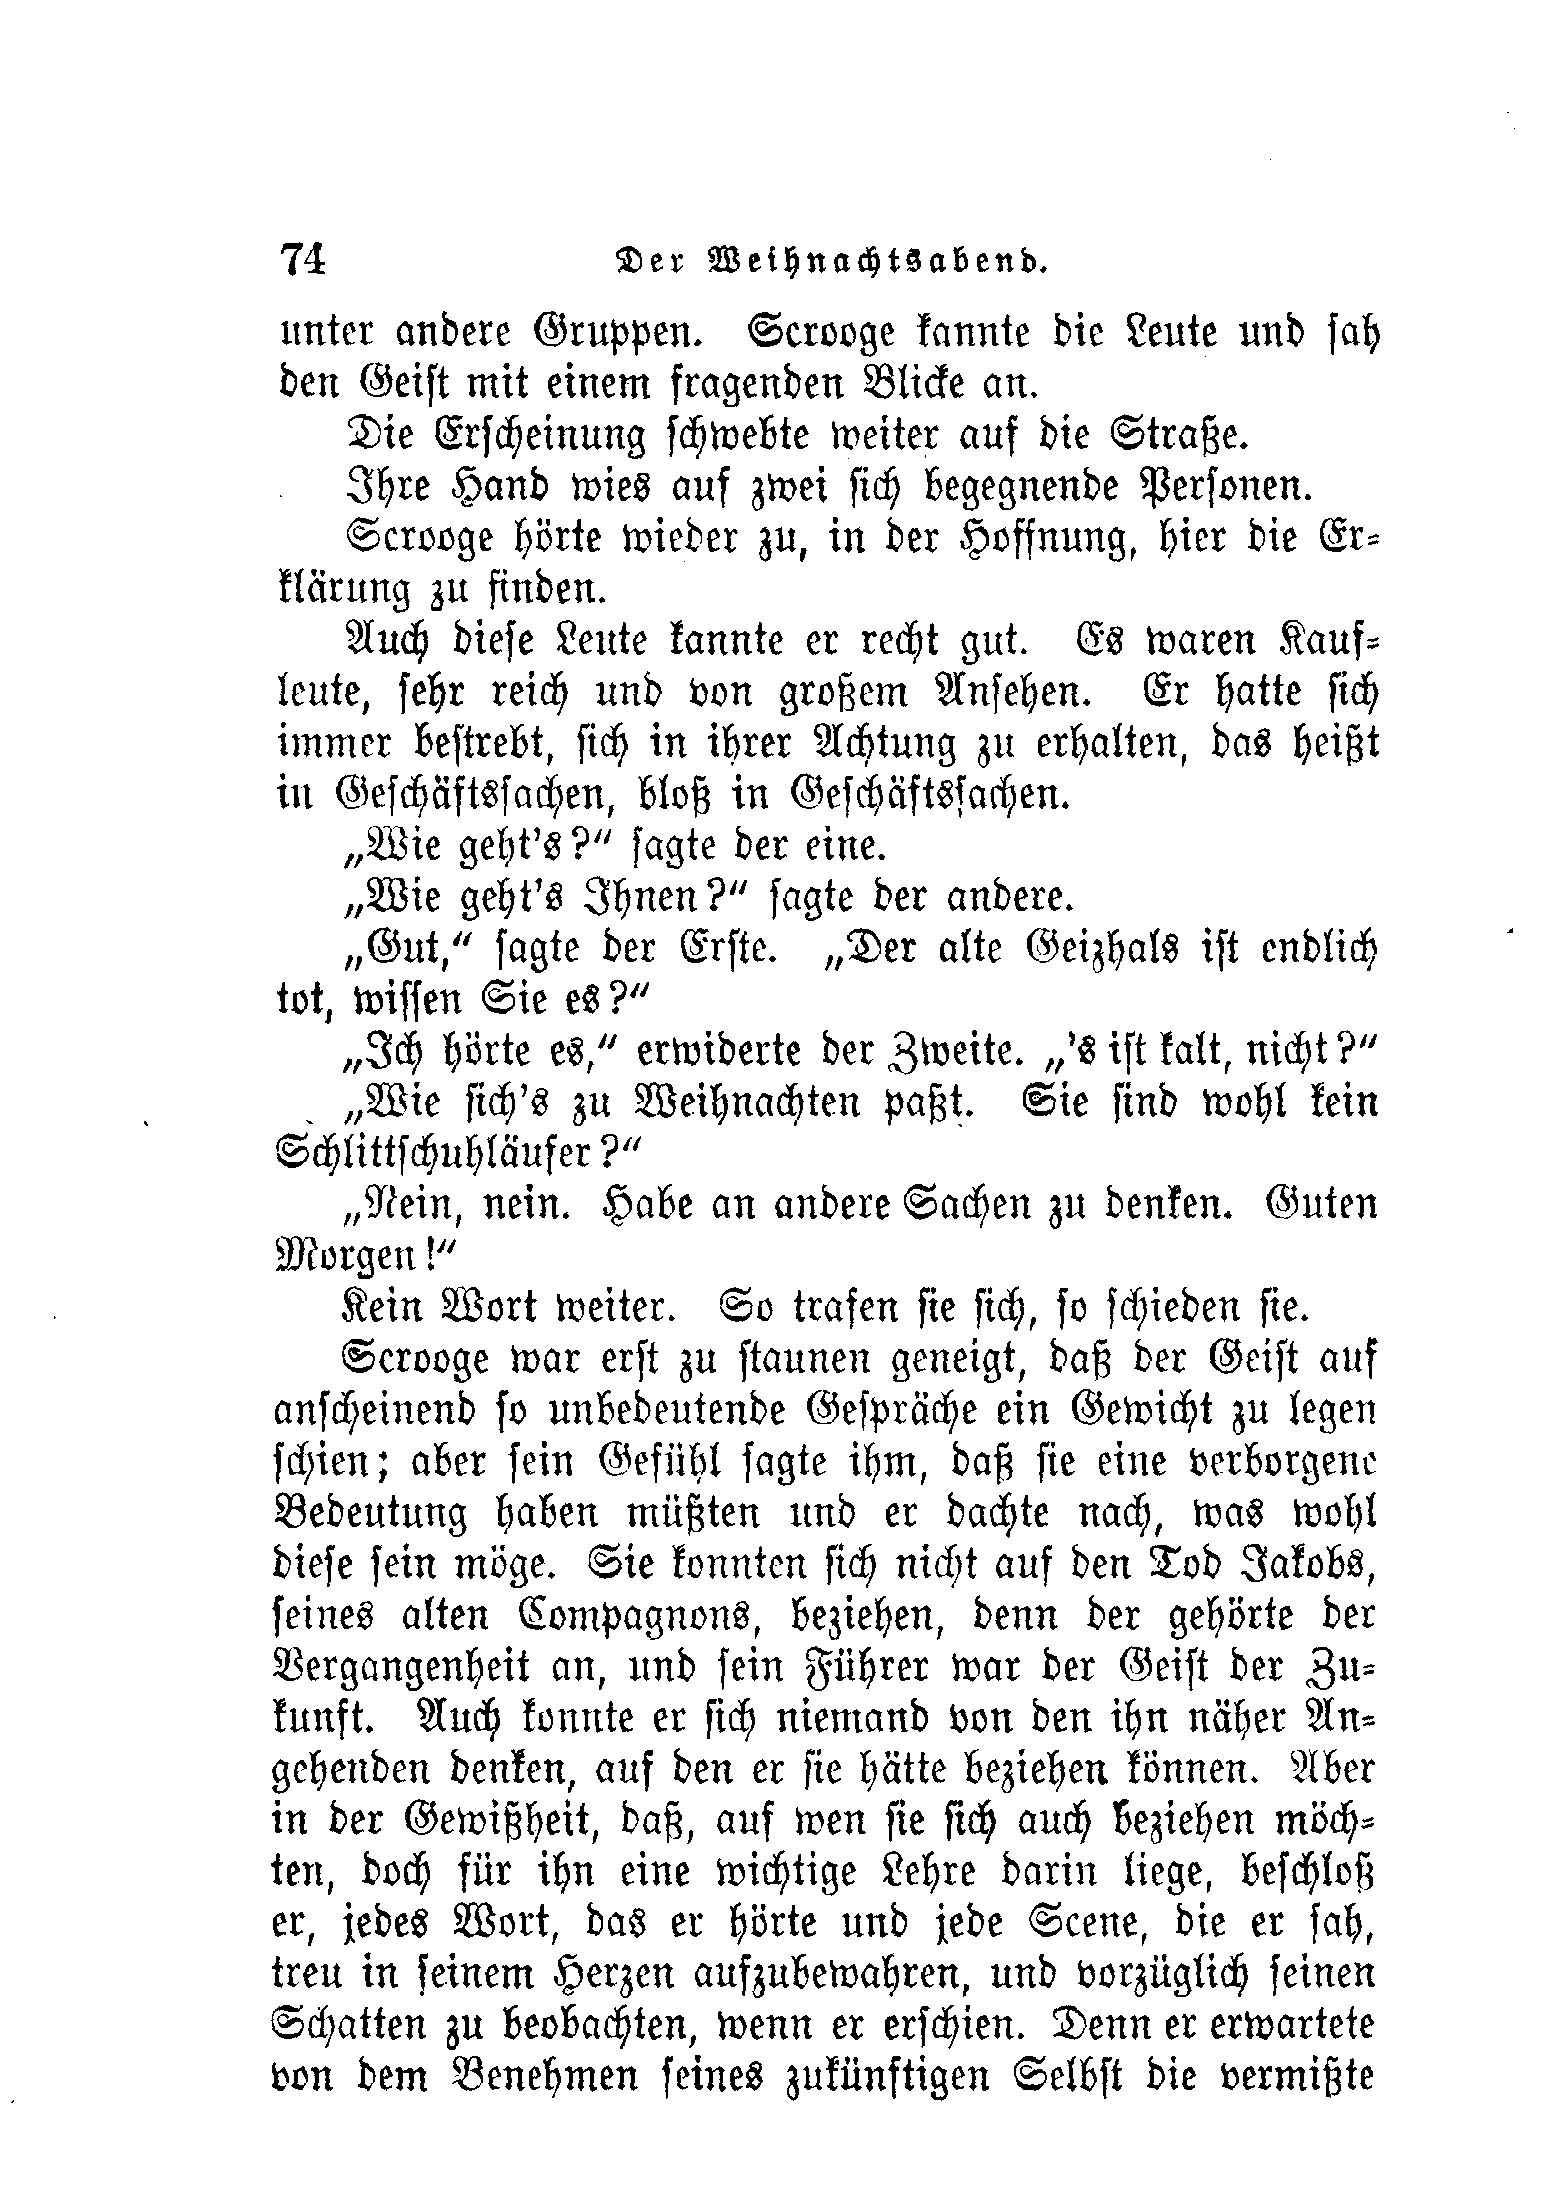 74 Der Weihnachtsabend.
unter andere Gruppen. Scrooge kannte die Leute und sah
den Geist mit einem fragenden Blicke an.
Die Erscheinung schwebte weiter auf die Straße.
Ihre Hand wies auf zwei sich begegnende Personen.
Scrooge hörte wieder zu, in der Hoffnung, hier die Er-
klärung zu finden.
Auch diese Leute kannte er recht gut. Es waren Kauf-
leute, sehr reich und von großem Ansehen. Er hatte sich
immer bestrebt, sich in ihrer Achtung zu erhalten, das heißt
in Geschäftssachen, bloß in Geschäftssachen.
„Wie geht's?“ sagte der eine.
„Wie geht's Ihnen?“ sagte der andere.
„Gut,“ sagte der Erste. „Der alte Geizhals ist endlich
tot, wissen Sie es?“
„Ich hörte es,“ erwiderte der Zweite. „'s ist kalt, nicht?“
„Wie sich's zu Weihnachten paßt. Sie sind wohl kein
Schlittschuhläufer?“
„Nein, nein. Habe an andere Sachen zu denken. Guten
Morgen!“
Kein Wort weiter. So trafen sie sich, so schieden sie.
Scrooge war erst zu staunen geneigt, daß der Geist auf
anscheinend so unbedeutende Gespräche ein Gewicht zu legen
schien; aber sein Gefühl sagte ihm, daß sie eine verborgene
Bedeutung haben müßten und er dachte nach, was wohl
diese sein möge. Sie konnten sich nicht auf den Tod Jakobs,
seines alten Compagnons, beziehen, denn der gehörte der
Vergangenheit an, und sein Führer war der Geist der Zu-
kunft. Auch konnte er sich niemand von den ihn näher An-
gehenden denken, auf den er sie hätte beziehen können. Aber
in der Gewißheit, daß, auf wen sie sich auch beziehen möch-
ten, doch für ihn eine wichtige Lehre darin liege, beschloß
er, jedes Wort, das er hörte und jede Scene, die er sah,
treu in seinem Herzen aufzubewahren, und vorzüglich seinen
Schatten zu beobachten, wenn er erschien. Denn er erwartete
von dem Benehmen seines zukünftigen Selbst die vermißte